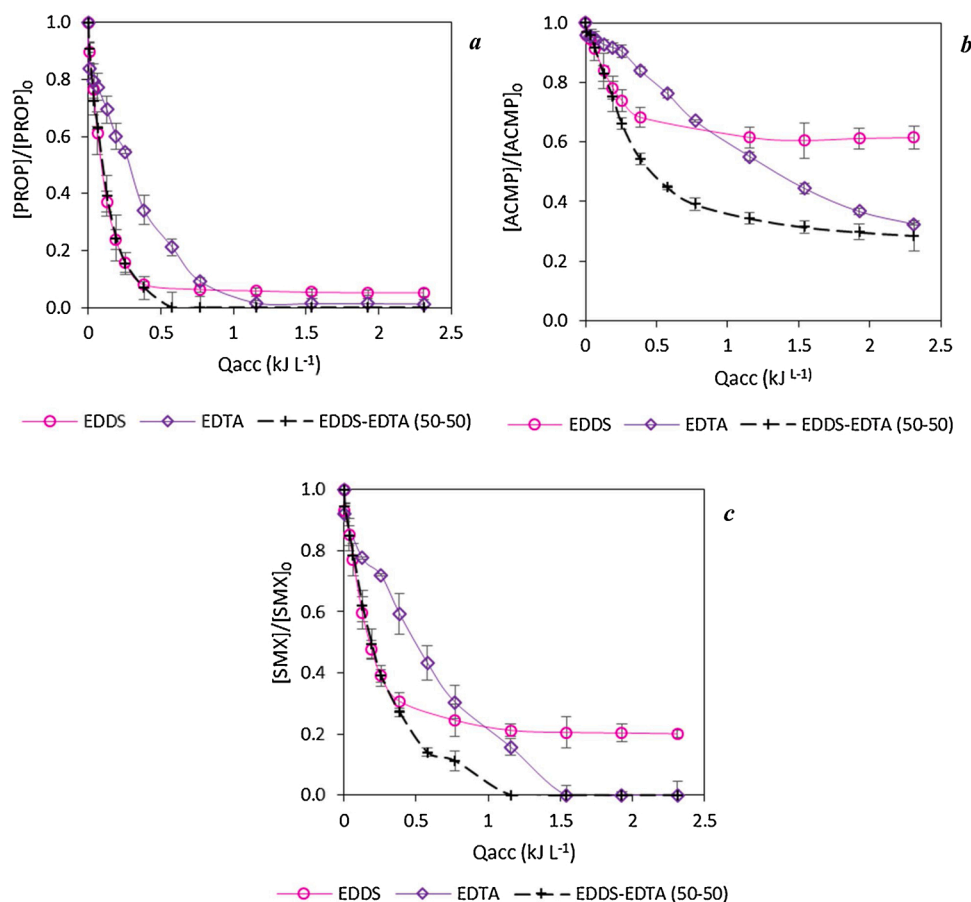 a
b
[PROP]/[PROP]₀
1.0
0.8
0.6
0.4
0.2
0.0
0 0.5 1 1.5 2 2.5
Qacc (kJ L⁻¹)
EDDS EDTA EDDS-EDTA (50-50)
[ACMP]/[ACMP]₀
1.0
0.8
0.6
0.4
0.2
0.0
0 0.5 1 1.5 2 2.5
Qacc (kJ ᴸ⁻¹)
EDDS EDTA EDDS-EDTA (50-50)
c
[SMX]/[SMX]₀
1.0
0.8
0.6
0.4
0.2
0.0
0 0.5 1 1.5 2 2.5
Qacc (kJ L⁻¹)
EDDS EDTA EDDS-EDTA (50-50)